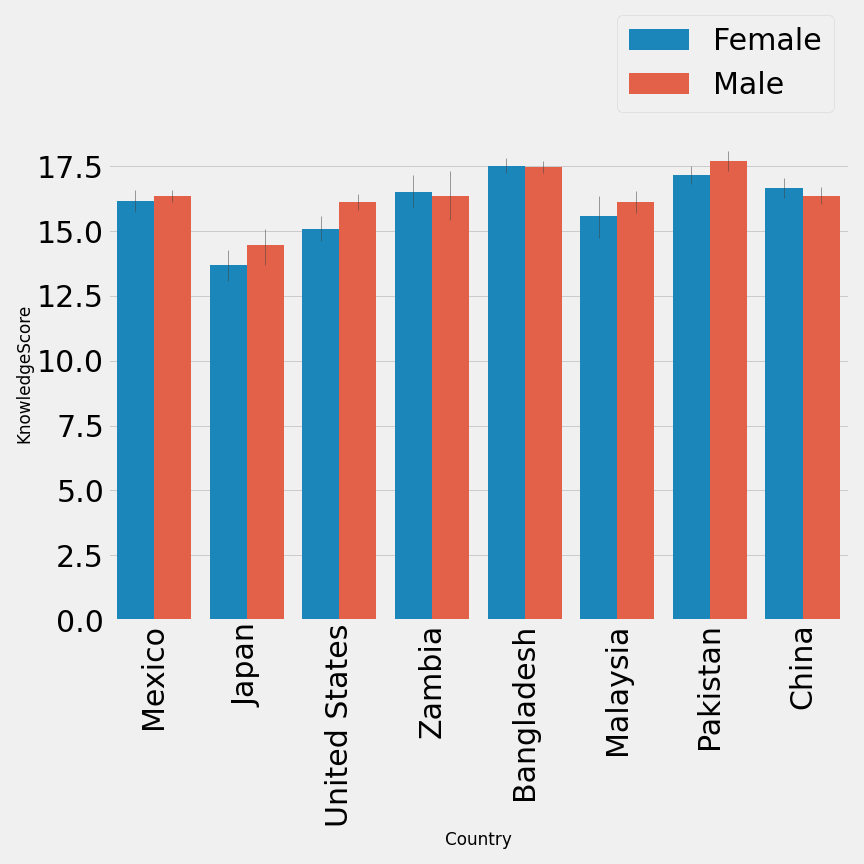 Female
Male
KnowledgeScore
17.5
15.0
12.5
10.0
7.5
5.0
2.5
0.0
Mexico
Japan
United States
Zambia
Bangladesh
Malaysia
Pakistan
China
Country